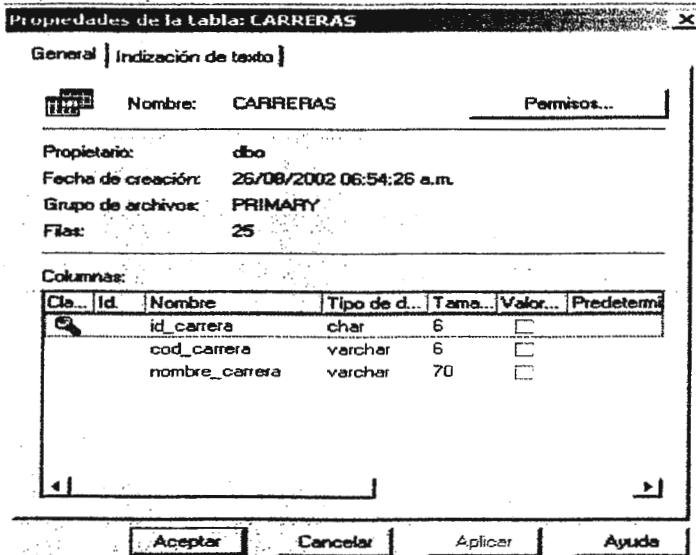 Propiedades de la tabla: CARRERAS
General Indización de texto
Nombre: CARRERAS Permisos...
Propietario: dbo
Fecha de creación: 26/08/2002 06:54:26 a.m.
Grupo de archivos: PRIMARY
Filas: 25
Columnas:
Cla... Id. Nombre Tipo de d... Tama... Valor... Predetermi
id_carrera char 6
cod_carrera varchar 6
nombre_carrera varchar 70
Aceptar Cancelar Aplicar Ayuda